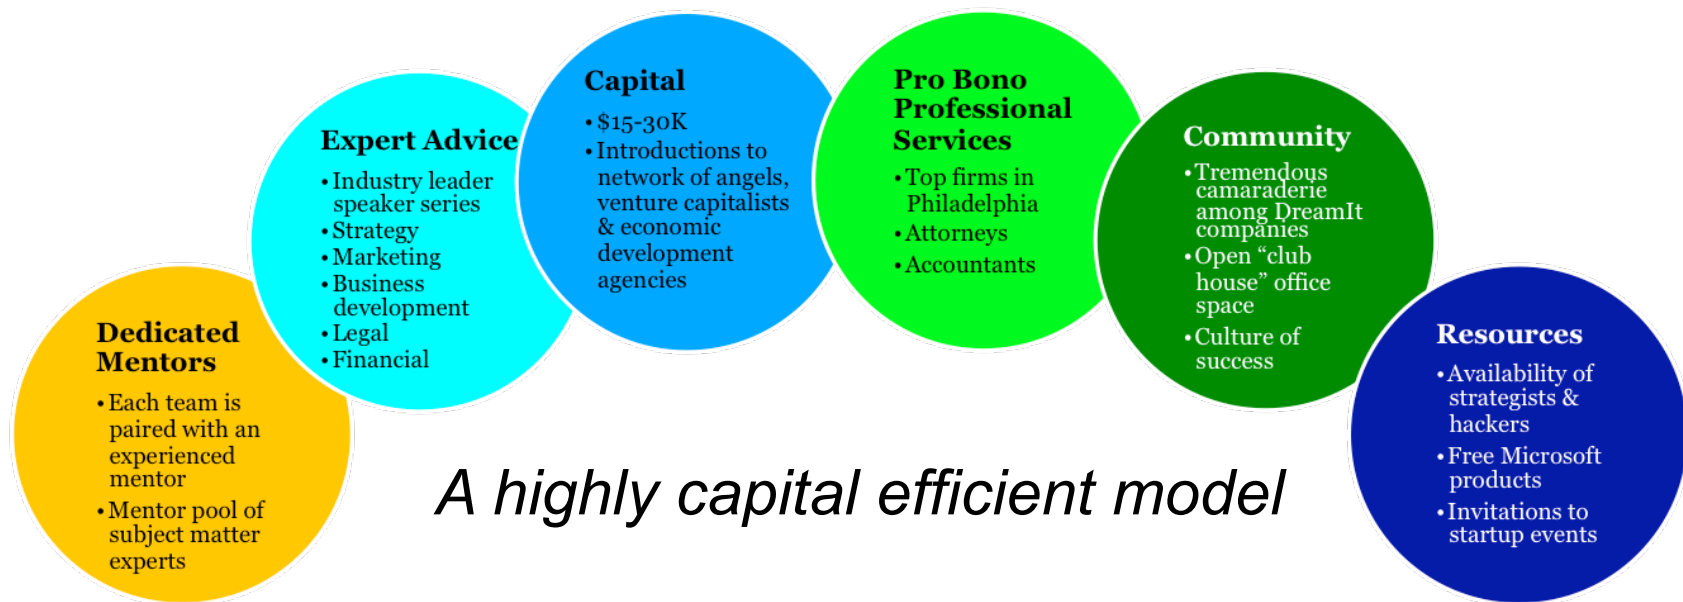 Dedicated
Mentors
•Each team is
paired with an
experienced
mentor
•Mentor pool of
subject matter
experts
Expert Advice
•Industry leader
speaker series
•Strategy
•Marketing
•Business
development
•Legal
•Financial
Capital
•$15-30K
•Introductions to
network of angels,
venture capitalists
& economic
development
agencies
Pro Bono
Professional
Services
•Top firms in
Philadelphia
•Attorneys
•Accountants
Community
•Tremendous
camaraderie
among DreamIt
companies
•Open “club
house” office
space
•Culture of
success
Resources
•Availability of
strategists &
hackers
•Free Microsoft
products
•Invitations to
startup events
A highly capital efficient model